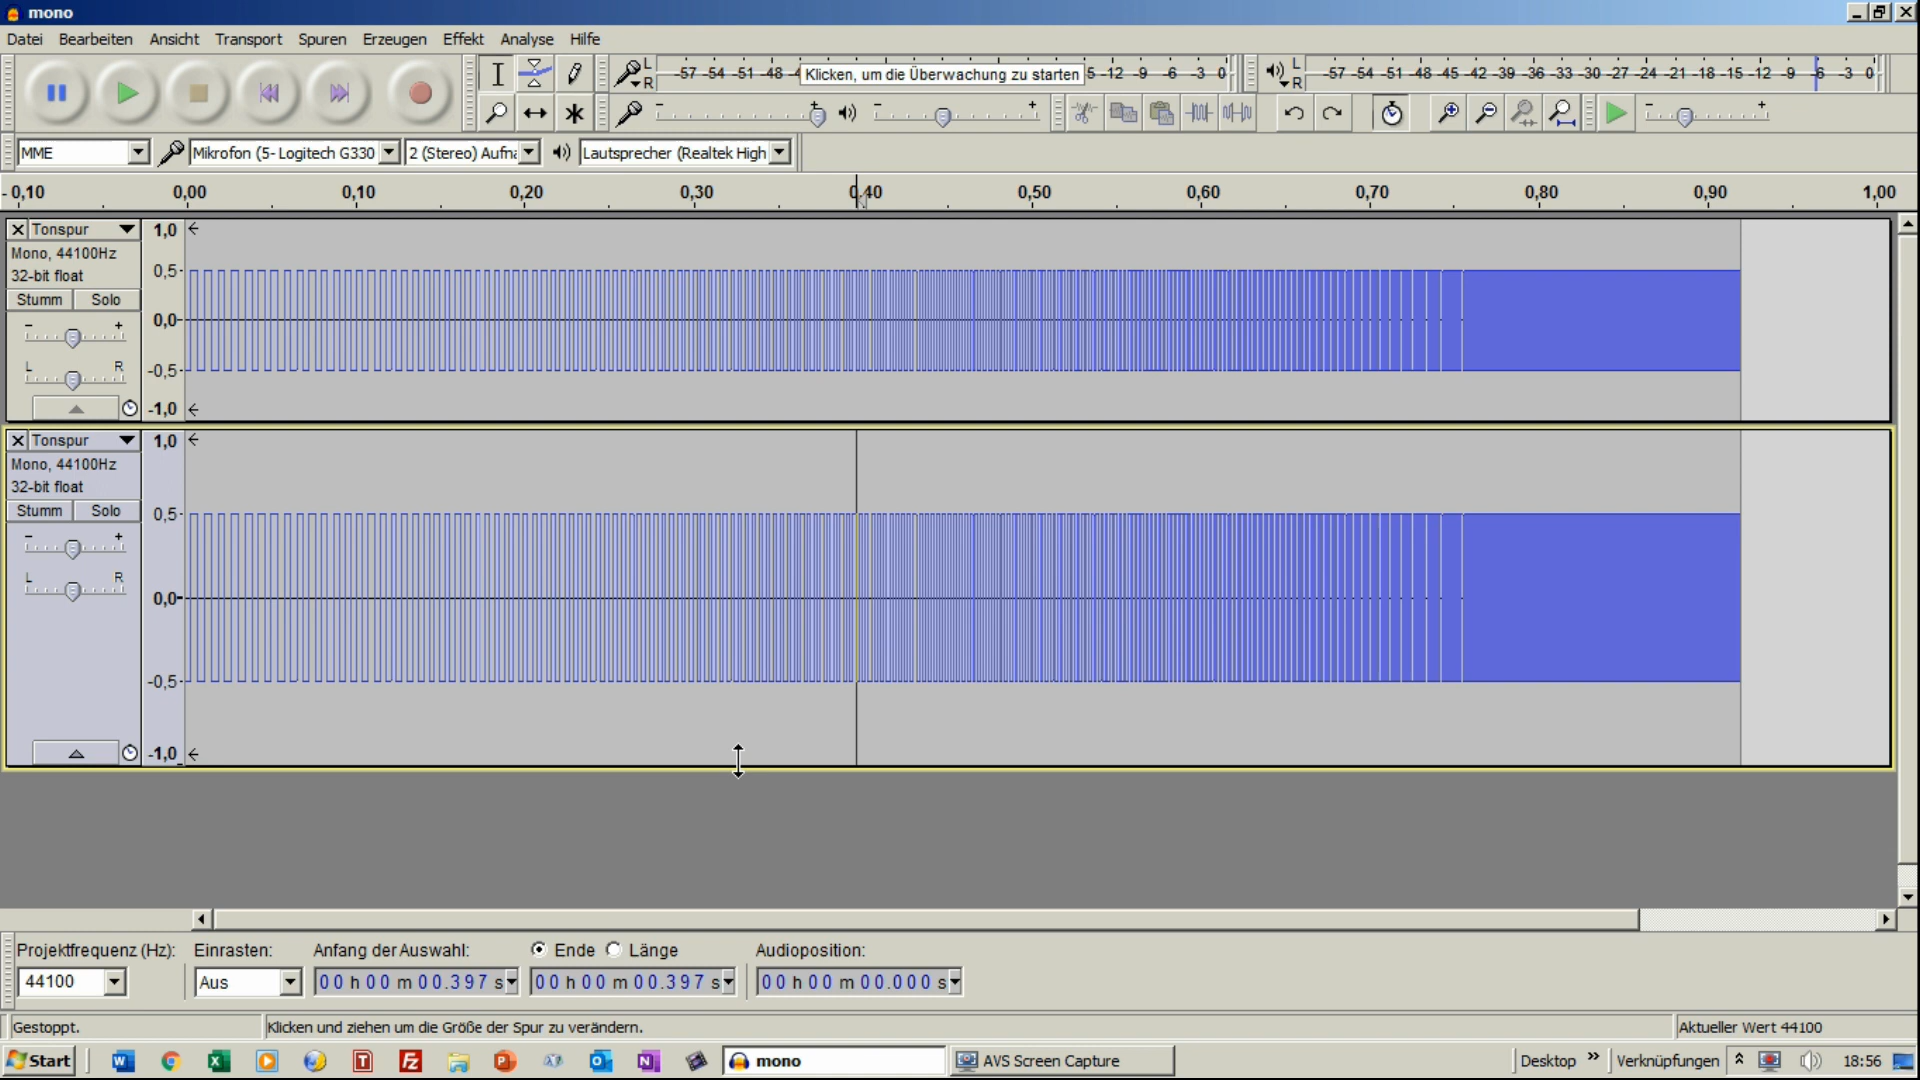 mono
Datei Bearbeiten Ansicht Transport Spuren Erzeugen Effekt Analyse Hilfe
L R -57 -54 -51 -48 -4 Klicken, um die Überwachung zu starten 5 -12 -9 -6 -3 0 L R -57 -54 -51 -48 -45 -42 -39 -36 -33 -30 -27 -24 -21 -18 -15 -12 -9 -6 -3 0
MME Mikrofon (5- Logitech G330 2 (Stereo) Aufna Lautsprecher (Realtek High
- 0,10 0,00 0,10 0,20 0,30 0,40 0,50 0,60 0,70 0,80 0,90 1,00
Tonspur 1,0
Mono, 44100Hz
32-bit float 0,5
Stumm Solo
0,0
- +
L R -0,5
-1,0
Tonspur 1,0
Mono, 44100Hz
32-bit float
Stumm Solo 0,5
- +
L R
0,0
-0,5
-1,0
Projektfrequenz (Hz): Einrasten: Anfang der Auswahl: Ende Länge Audioposition:
44100 Aus 00 h 00 m 00.397 s 00 h 00 m 00.397 s 00 h 00 m 00.000 s
Gestoppt. Klicken und ziehen um die Größe der Spur zu verändern. Aktueller Wert 44100
Start mono AVS Screen Capture Desktop » Verknüpfungen 18:56